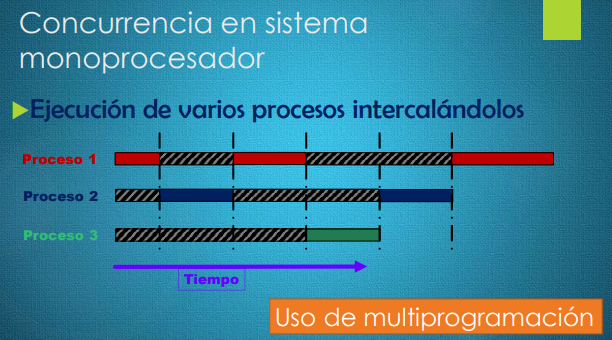 Concurrencia en sistema
monoprocesador
Ejecución de varios procesos intercalándolos
Proceso 1
Proceso 2
Proceso 3
Tiempo
Uso de multiprogramación